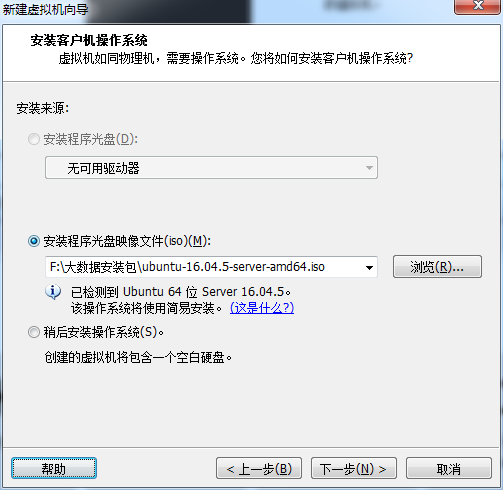 新建虚拟机向导
安装客户机操作系统
虚拟机如同物理机，需要操作系统。您将如何安装客户机操作系统?
安装来源:
安装程序光盘(D):
无可用驱动器
安装程序光盘映像文件(iso)(M):
F:\大数据安装包\ubuntu-16.04.5-server-amd64.iso
浏览(R)...
已检测到 Ubuntu 64 位 Server 16.04.5。
该操作系统将使用简易安装。 (这是什么?)
稍后安装操作系统(S)。
创建的虚拟机将包含一个空白硬盘。
帮助
< 上一步(B)
下一步(N) >
取消